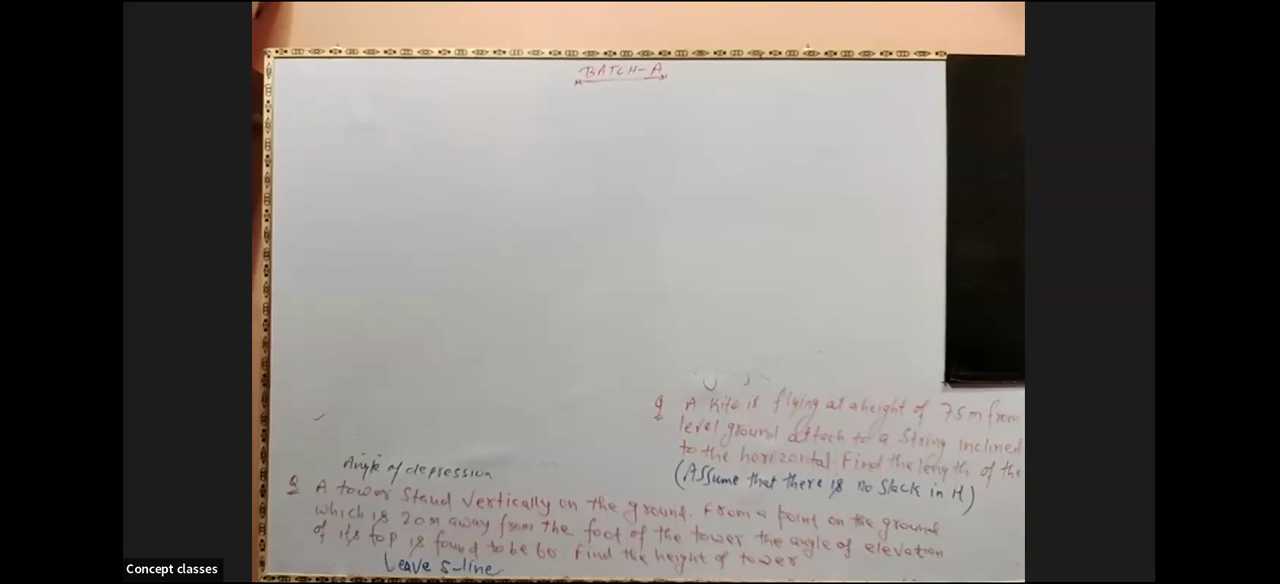 BATCH-A
Q A Kite is flying at a height of 75m from
level ground attach to a String inclined
to the horizontal Find the length of the
(Assume that there is no Slack in it)
Angle of depression
Q A tower Stand Vertically on the ground. From a point on the ground
which is 20m away from the foot of the tower the angle of elevation
of its top is found to be 60. Find the height of tower
Leave 5-line
Concept classes